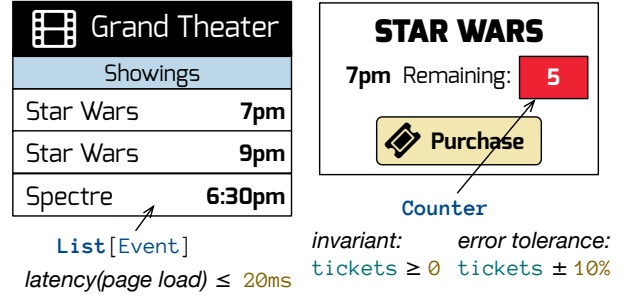 Grand Theater
Showings
Star Wars 7pm
Star Wars 9pm
Spectre 6:30pm
List[Event]
latency(page load) ≤ 20ms
STAR WARS
7pm Remaining: 5
Purchase
Counter
invariant: error tolerance:
tickets ≥ 0 tickets ± 10%